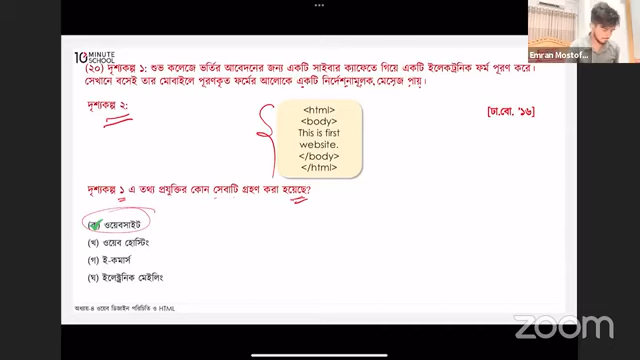 10 MINUTE SCHOOL
(২০) দৃশ্যকল্প ১: শুভ কলেজে ভর্তির আবেদনের জন্য একটি সাইবার ক্যাফেতে গিয়ে একটি ইলেকট্রনিক ফর্ম পূরণ করে।
সেখানে বসেই তার মোবাইলে পূরণকৃত ফর্মের আলোকে একটি নির্দেশনামূলক মেসেজ পায়।
দৃশ্যকল্প ২:
<html>
<body>
This is first
website.
</body>
</html>
[ঢা.বো. '১৬]
দৃশ্যকল্প ১ এ তথ্য প্রযুক্তির কোন সেবাটি গ্রহণ করা হয়েছে?
(ক) ওয়েবসাইট
(খ) ওয়েব হোস্টিং
(গ) ই-কমার্স
(ঘ) ইলেক্ট্রনিক মেইলিং
অধ্যায়-৪ ওয়েব ডিজাইন পরিচিতি ও HTML
Emran Mostof...
zoom